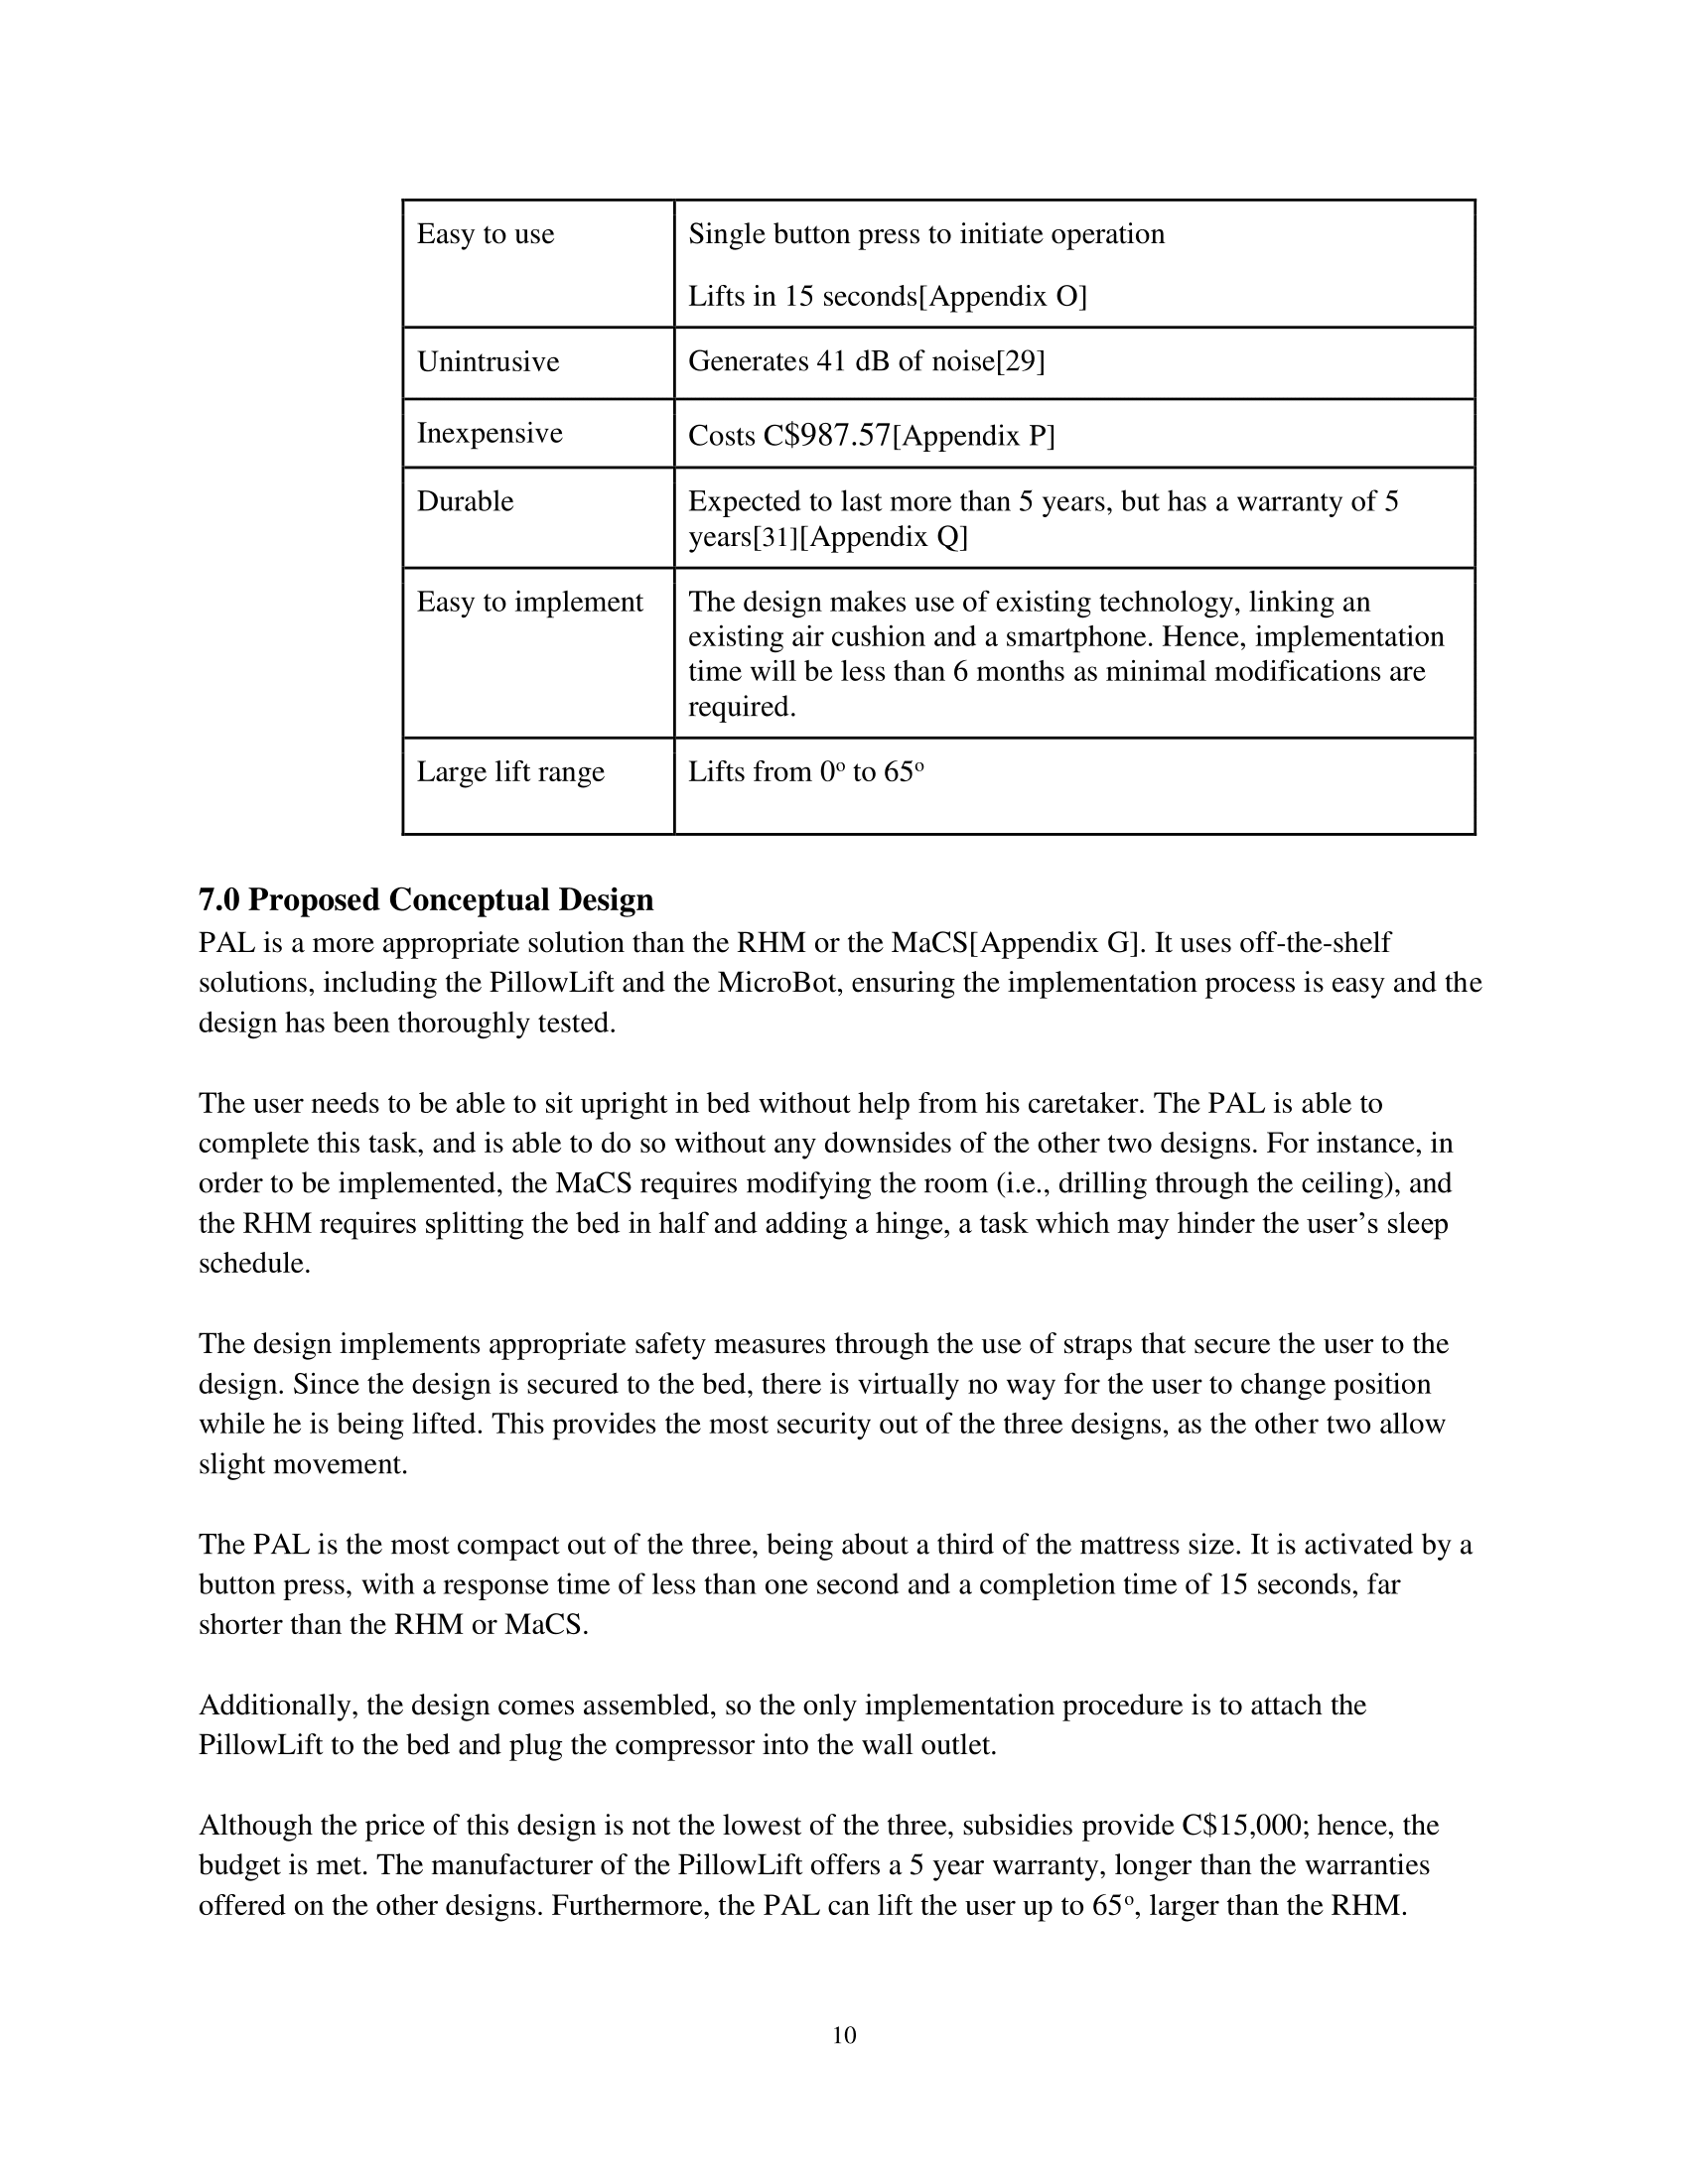 Easy to use
Single button press to initiate operation
Lifts in 15 seconds[Appendix O]
Unintrusive
Generates 41 dB of noise[29]
Inexpensive
Costs C$987.57[Appendix P]
Durable
Expected to last more than 5 years, but has a warranty of 5
years[31][Appendix Q]
Easy to implement
The design makes use of existing technology, linking an
existing air cushion and a smartphone. Hence, implementation
time will be less than 6 months as minimal modifications are
required.
Large lift range
Lifts from 0º to 65º
7.0 Proposed Conceptual Design
PAL is a more appropriate solution than the RHM or the MaCS[Appendix G]. It uses off-the-shelf
solutions, including the PillowLift and the MicroBot, ensuring the implementation process is easy and the
design has been thoroughly tested.
The user needs to be able to sit upright in bed without help from his caretaker. The PAL is able to
complete this task, and is able to do so without any downsides of the other two designs. For instance, in
order to be implemented, the MaCS requires modifying the room (i.e., drilling through the ceiling), and
the RHM requires splitting the bed in half and adding a hinge, a task which may hinder the user’s sleep
schedule.
The design implements appropriate safety measures through the use of straps that secure the user to the
design. Since the design is secured to the bed, there is virtually no way for the user to change position
while he is being lifted. This provides the most security out of the three designs, as the other two allow
slight movement.
The PAL is the most compact out of the three, being about a third of the mattress size. It is activated by a
button press, with a response time of less than one second and a completion time of 15 seconds, far
shorter than the RHM or MaCS.
Additionally, the design comes assembled, so the only implementation procedure is to attach the
PillowLift to the bed and plug the compressor into the wall outlet.
Although the price of this design is not the lowest of the three, subsidies provide C$15,000; hence, the
budget is met. The manufacturer of the PillowLift offers a 5 year warranty, longer than the warranties
offered on the other designs. Furthermore, the PAL can lift the user up to 65º, larger than the RHM.
10